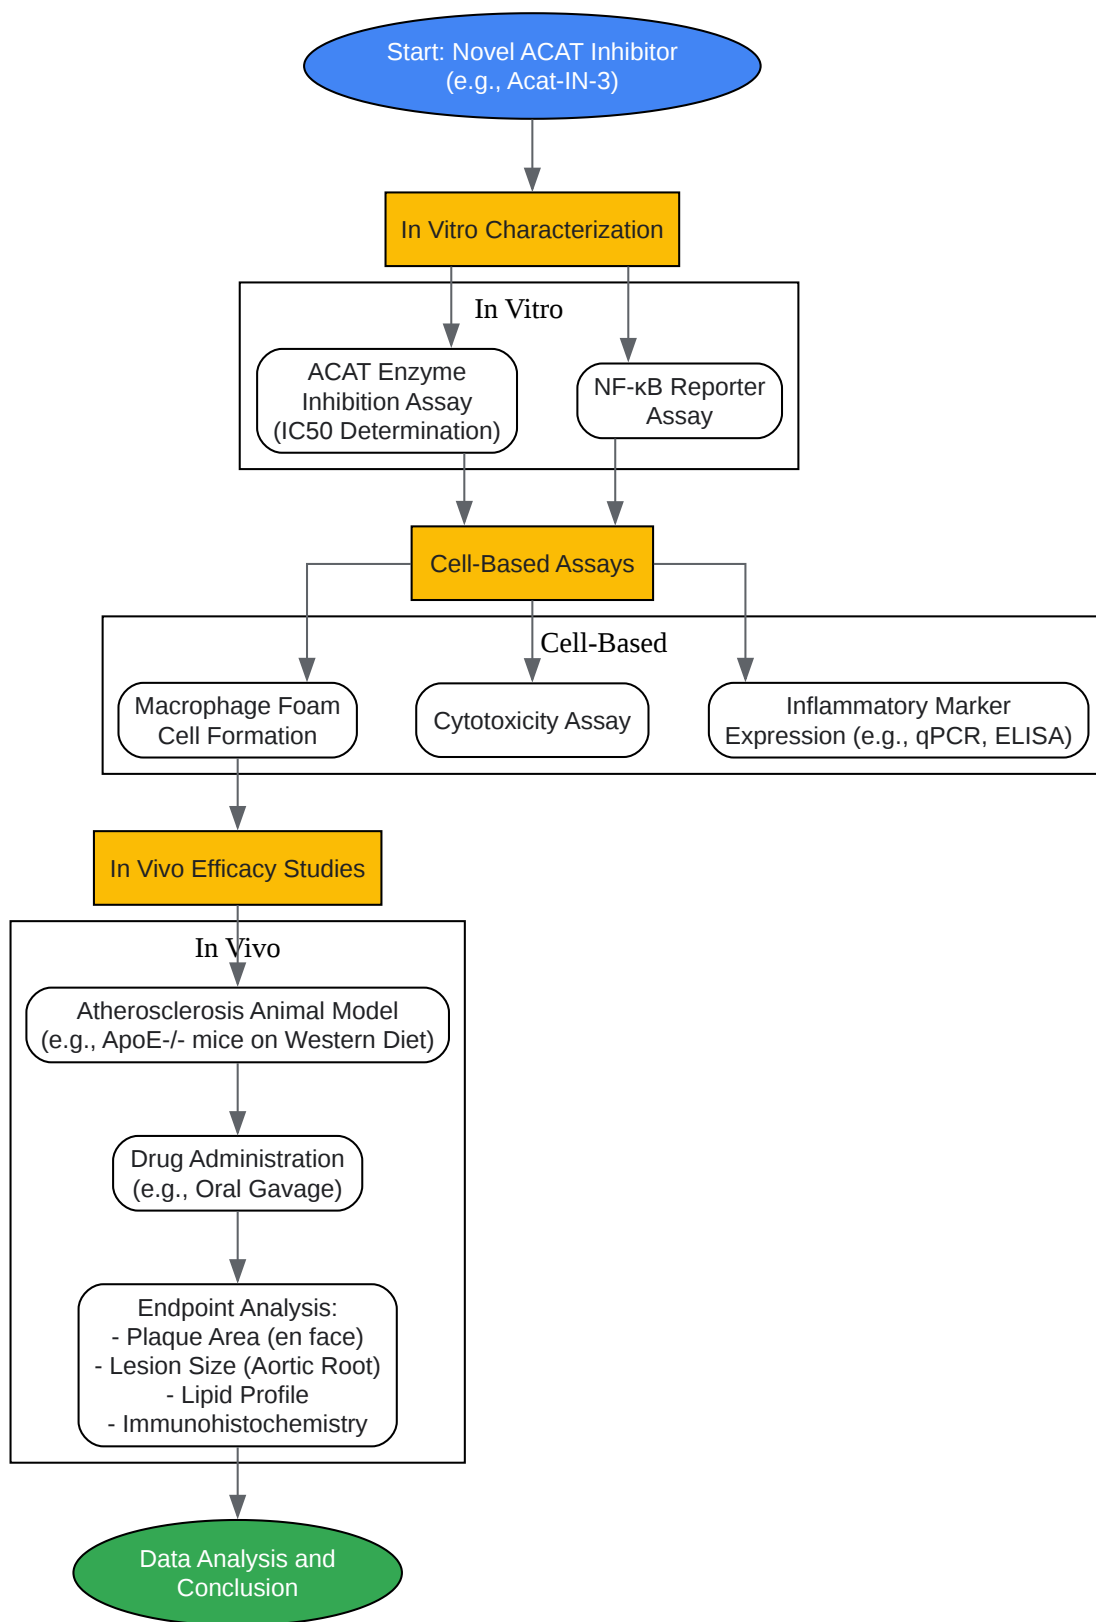 Start: Novel ACAT Inhibitor
(e.g., Acat-IN-3)
In Vitro Characterization
In Vitro
ACAT Enzyme
Inhibition Assay
(IC50 Determination)
NF-κB Reporter
Assay
Cell-Based Assays
Cell-Based
Macrophage Foam
Cell Formation
Cytotoxicity Assay
Inflammatory Marker
Expression (e.g., qPCR, ELISA)
In Vivo Efficacy Studies
In Vivo
Atherosclerosis Animal Model
(e.g., ApoE-/- mice on Western Diet)
Drug Administration
(e.g., Oral Gavage)
Endpoint Analysis:
- Plaque Area (en face)
- Lesion Size (Aortic Root)
- Lipid Profile
- Immunohistochemistry
Data Analysis and
Conclusion